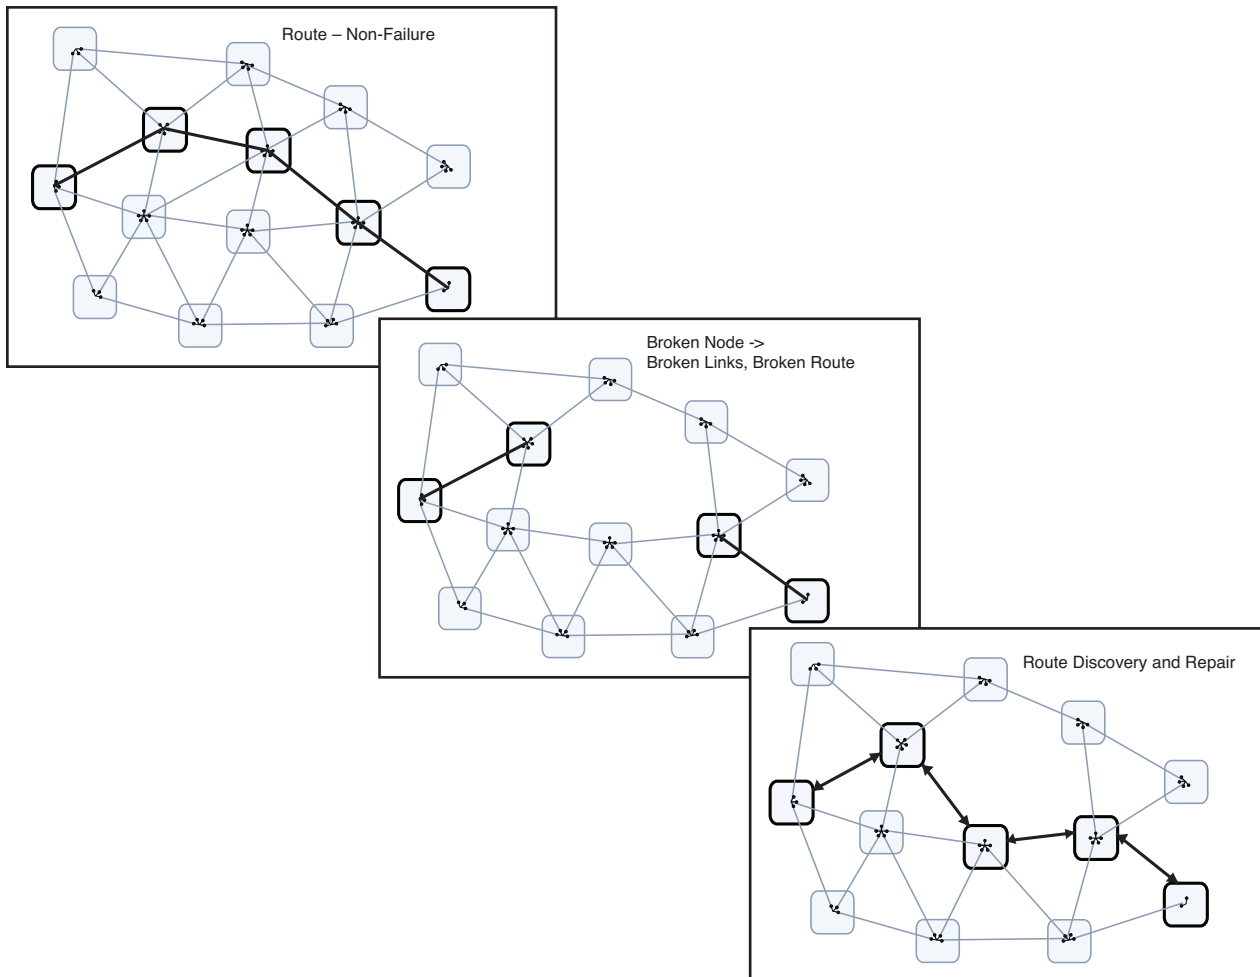 Route – Non-Failure
Broken Node ->
Broken Links, Broken Route
Route Discovery and Repair